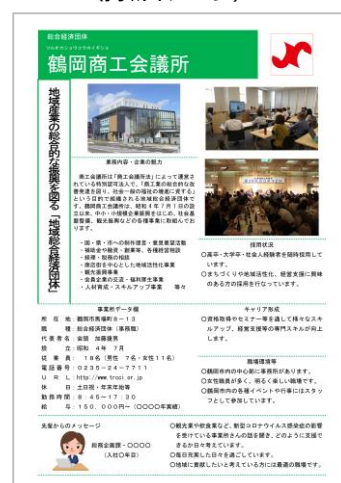 総合経済団体
鶴岡商工会議所
地域産業の総合的な振興を図る「地域総合経済団体」
業務内容・企業の魅力
商工会議所は「商工会議所法」によって運営さ
れている特別認可法人で、「商工業の総合的な改
善発達を図り、社会一般の福祉の増進に資する」
という目的で組織される地域総合経済団体で
す。鶴岡商工会議所は、昭和4年7月1日の設
立以来、中小・小規模企業振興をはじめ、社会基
盤整備、観光振興などの各種事業に取組んでお
ります。
・国・県・市への制作提言・意見要望活動
・補助金や融資・創業等、各種経営相談
・経理・税務の相談
・商店街を中心とした地域活性化事業
・観光振興事業
・会員企業の交流・福利厚生事業
・人材育成・スキルアップ事業 等々
採用状況
〇高卒・大学卒・社会人経験者を随時採用して
います。
〇まちづくりや地域活性化、経営支援に興味
のある方の採用を行なっています。
事業所データ欄
所在地：鶴岡市馬場町8-13
職種：総合経済団体（事務職）
代表者名：会頭 加藤捷男
設立：昭和 4年 7月
従業員： 18名（男性 7名・女性11名）
電話番号：0235-24-7711
URL：http://www.trcci.or.jp
休日：土日祝・年末年始等
勤務時間：8:45～17:30
給与：150,000円～（〇〇〇〇年実績）
キャリア形成
〇資格取得やセミナー等を通して様々なスキ
ルアップ、経営支援等の専門スキルが向上
します。
職場環境等
〇鶴岡市内の中心部に事務所があります。
〇女性職員が多く、明るく楽しい職場です。
〇鶴岡市内の各種イベントや行事にはスタッ
フとして参加しています。
先輩からのメッセージ
総務企画課・〇〇〇〇
（入社〇年目）
〇観光業や飲食業など、新型コロナウイルス感染症の影響
を受けている事業所さんの話を聞き、どのように支援で
きるか日々考えています。
〇毎日充実した日々を過ごしています。
〇地域に貢献したいと考えている方には最適の職場です。